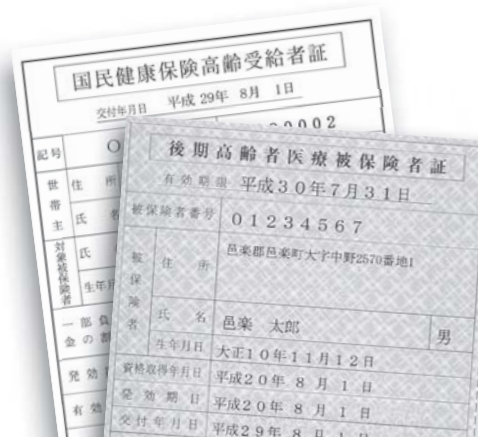 国民健康保険高齢受給者証
交付年月日 平成 29年 8月 1日
記号
世帯主
住 所
氏 名
対象被保険者
氏
生年月
一部負
金の
発効
有効
後期高齢者医療被保険者証
有効期限 平成30年7月31日
被保険者番号 01234567
被保険者
住 所 邑楽郡邑楽町大字中野2570番地1
氏 名 邑楽 太郎 男
生年月日 大正10年11月12日
資格取得年月日 平成20年 8月 1日
発効期日 平成20年 8月 1日
交付年月日 平成29年 8月 1日